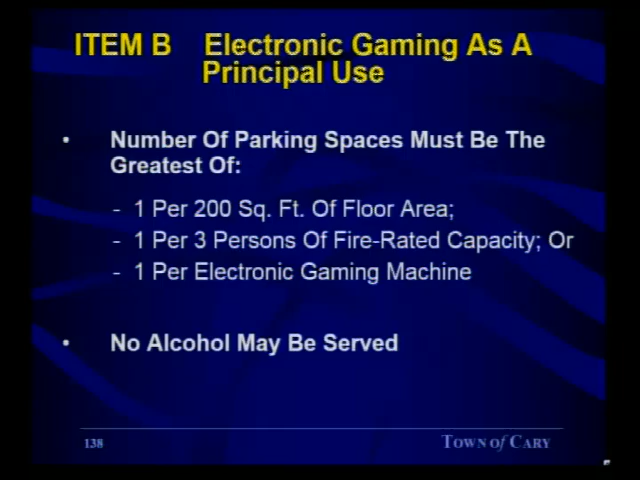 ITEM B Electronic Gaming As A
Principal Use
• Number Of Parking Spaces Must Be The
Greatest Of:
- 1 Per 200 Sq. Ft. Of Floor Area;
- 1 Per 3 Persons Of Fire-Rated Capacity; Or
- 1 Per Electronic Gaming Machine
• No Alcohol May Be Served
138 TOWN of CARY